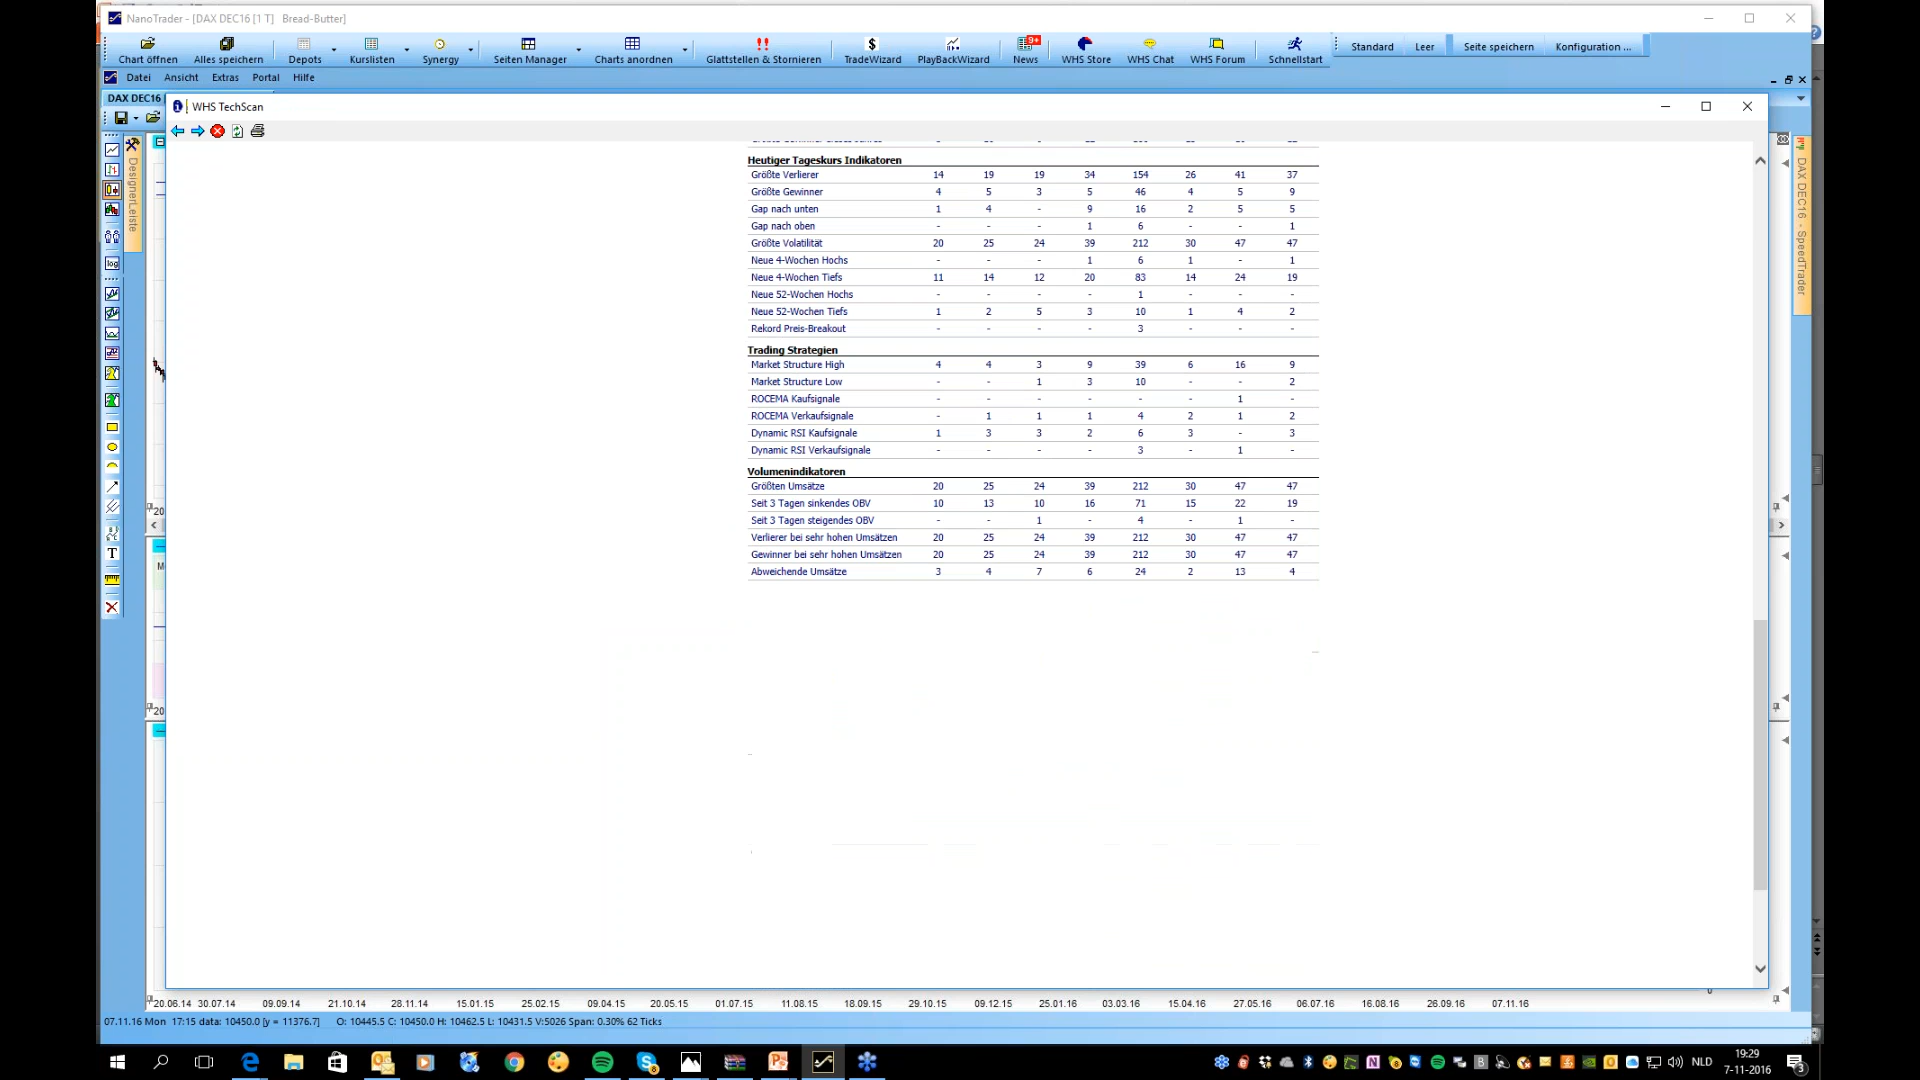 NanoTrader - [DAX DEC16 [1 T] Bread-Butter]
Chart öffnen Alles speichern Depots Kurslisten Synergy Seiten Manager Charts anordnen Glattstellen & Stornieren TradeWizard PlayBackWizard News 9+ WHS Store WHS Chat WHS Forum Schnellstart Standard Leer Seite speichern Konfiguration ...
Datei Ansicht Extras Portal Hilfe
DAX DEC16
WHS TechScan
DesignerLeiste
DAX DEC16 - SpeedTrader
Heutiger Tageskurs Indikatoren
Größte Verlierer 14 19 19 34 154 26 41 37
Größte Gewinner 4 5 3 5 46 4 5 9
Gap nach unten 1 4 - 9 16 2 5 5
Gap nach oben - - - 1 6 - - 1
Größte Volatilität 20 25 24 39 212 30 47 47
Neue 4-Wochen Hochs - - - 1 6 1 - 1
Neue 4-Wochen Tiefs 11 14 12 20 83 14 24 19
Neue 52-Wochen Hochs - - - - 1 - - -
Neue 52-Wochen Tiefs 1 2 5 3 10 1 4 2
Rekord Preis-Breakout - - - - 3 - - -
Trading Strategien
Market Structure High 4 4 3 9 39 6 16 9
Market Structure Low - - 1 3 10 - - 2
ROCEMA Kaufsignale - - - - - - 1 -
ROCEMA Verkaufsignale - 1 1 1 4 2 1 2
Dynamic RSI Kaufsignale 1 3 3 2 6 3 - 3
Dynamic RSI Verkaufsignale - - - - 3 - 1 -
Volumenindikatoren
Größten Umsätze 20 25 24 39 212 30 47 47
Seit 3 Tagen sinkendes OBV 10 13 10 16 71 15 22 19
Seit 3 Tagen steigendes OBV - - 1 - 4 - 1 -
Verlierer bei sehr hohen Umsätzen 20 25 24 39 212 30 47 47
Gewinner bei sehr hohen Umsätzen 20 25 24 39 212 30 47 47
Abweichende Umsätze 3 4 7 6 24 2 13 4
log
T
20
M
20
20.06.14 30.07.14 09.09.14 21.10.14 28.11.14 15.01.15 25.02.15 09.04.15 20.05.15 01.07.15 11.08.15 18.09.15 29.10.15 09.12.15 25.01.16 03.03.16 15.04.16 27.05.16 06.07.16 16.08.16 26.09.16 07.11.16
07.11.16 Mon 17:15 data: 10450.0 [y = 11376.7] O: 10445.5 C: 10450.0 H: 10462.5 L: 10431.5 V:5026 Span: 0.30% 62 Ticks
NLD
19:29
7-11-2016
3